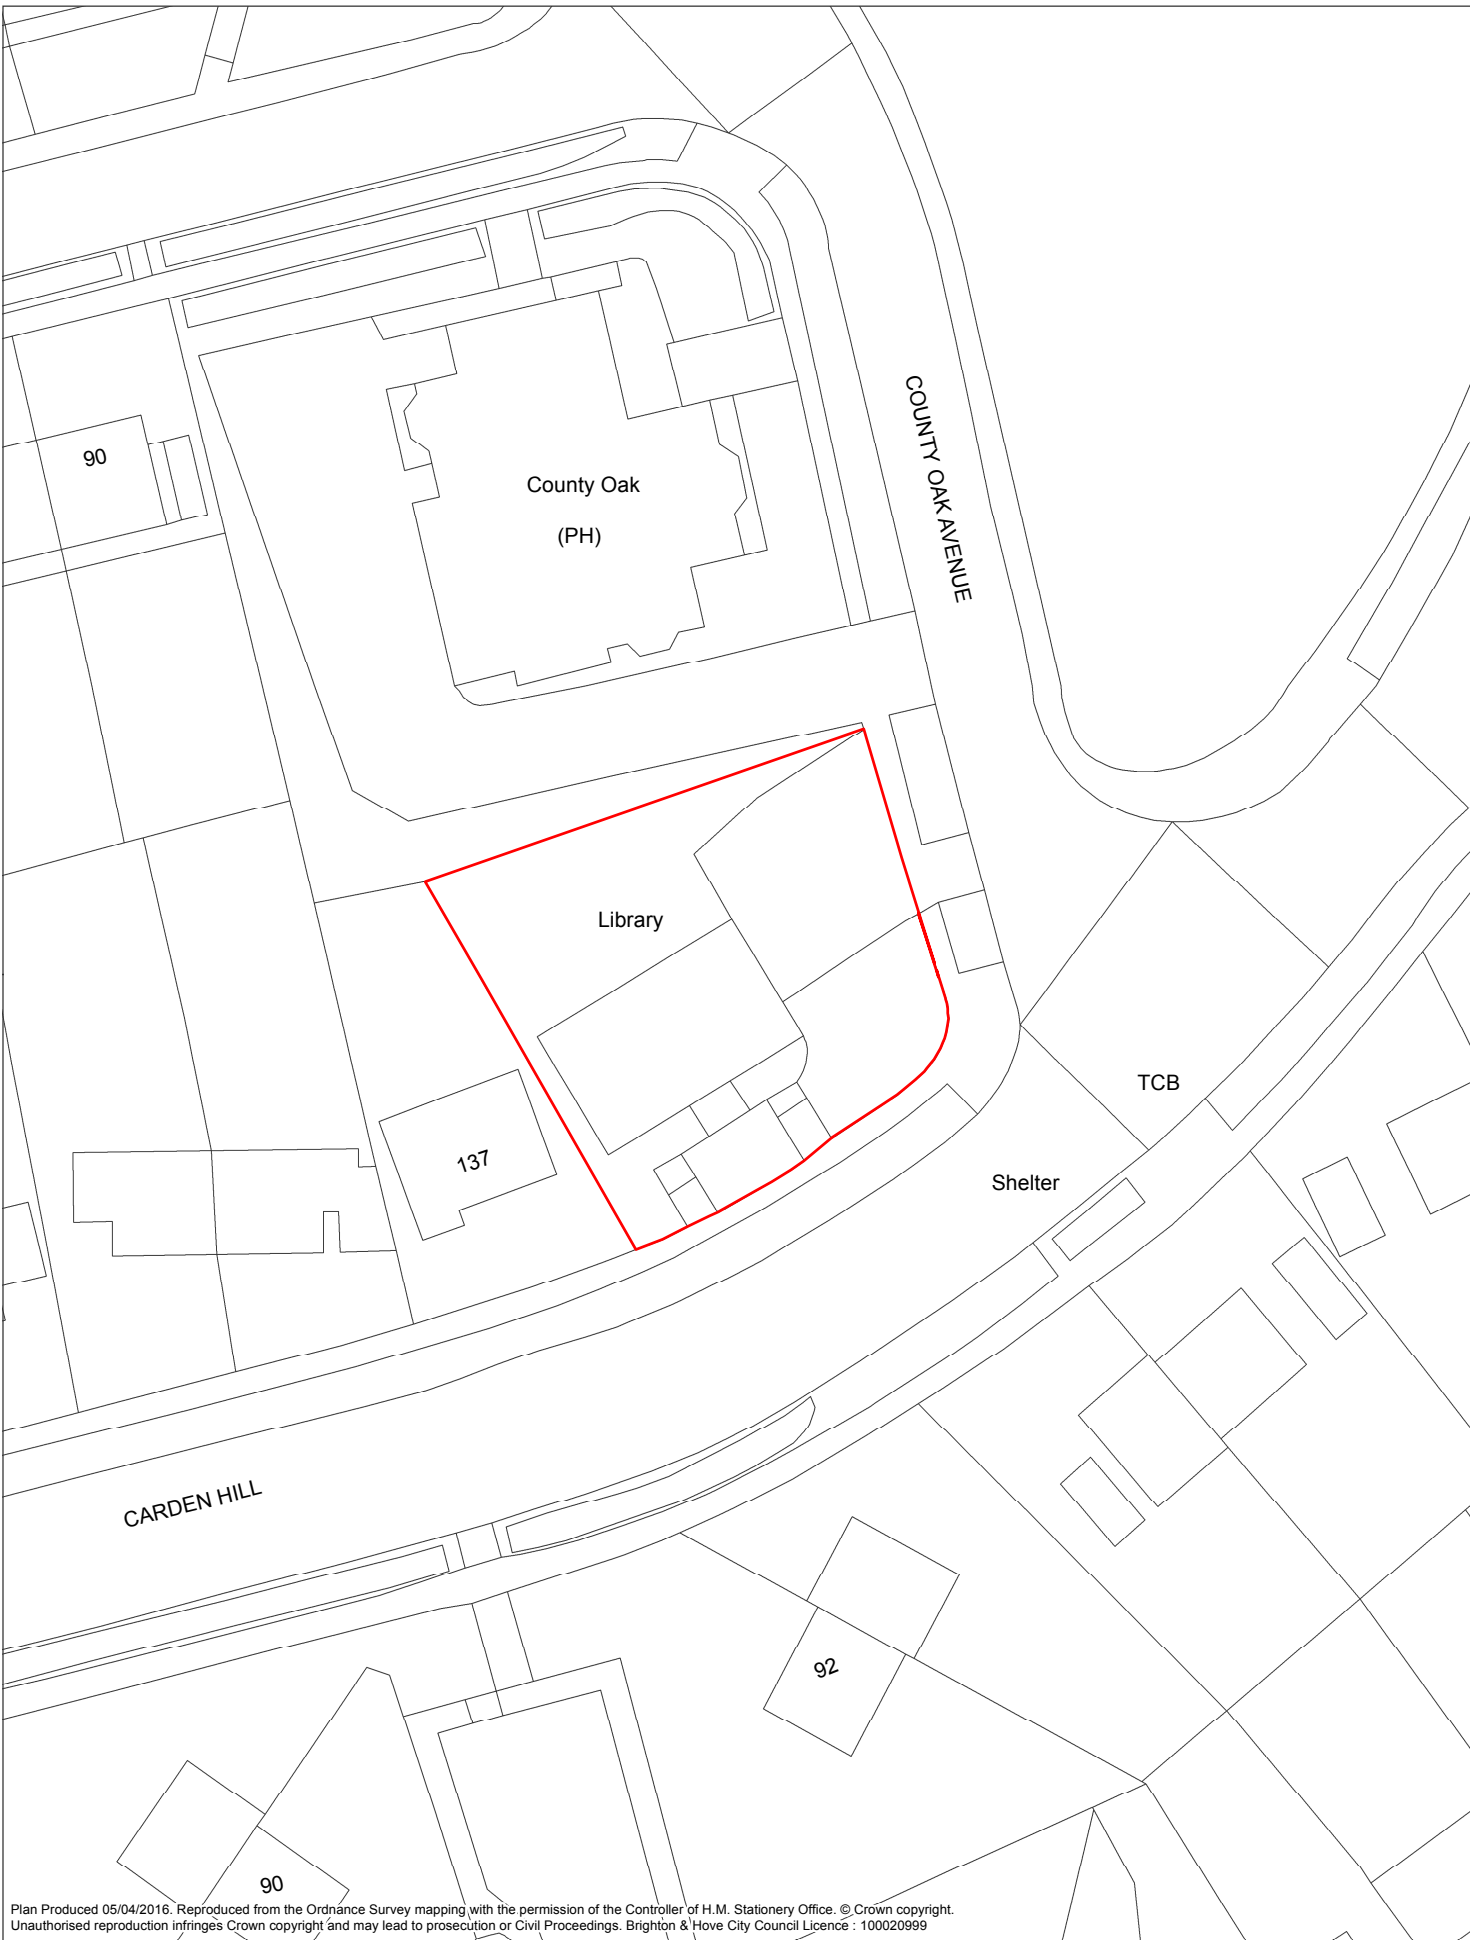 90
County Oak
(PH)
COUNTY OAK AVENUE
Library
TCB
137
Shelter
CARDEN HILL
92
90
Plan Produced 05/04/2016. Reproduced from the Ordnance Survey mapping with the permission of the Controller of H.M. Stationery Office. © Crown copyright.
Unauthorised reproduction infringes Crown copyright and may lead to prosecution or Civil Proceedings. Brighton & Hove City Council Licence : 100020999